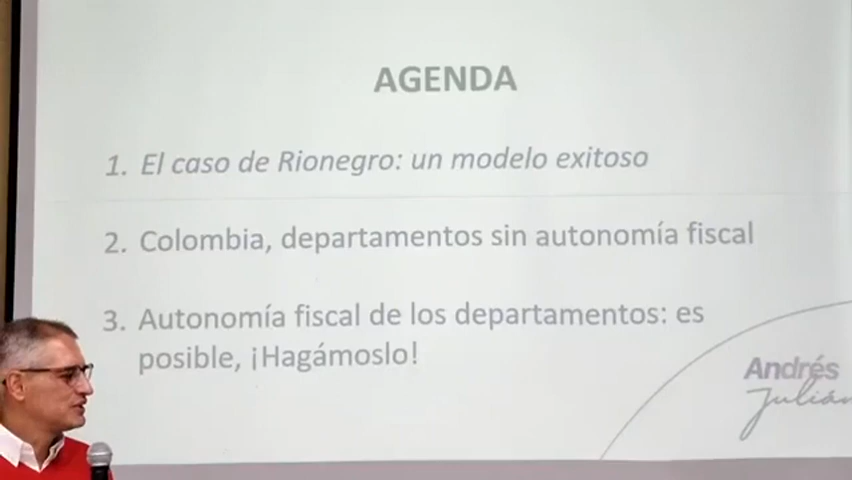 AGENDA
1. El caso de Rionegro: un modelo exitoso
2. Colombia, departamentos sin autonomía fiscal
3. Autonomía fiscal de los departamentos: es
posible, ¡Hagámoslo!
Andrés
Julián